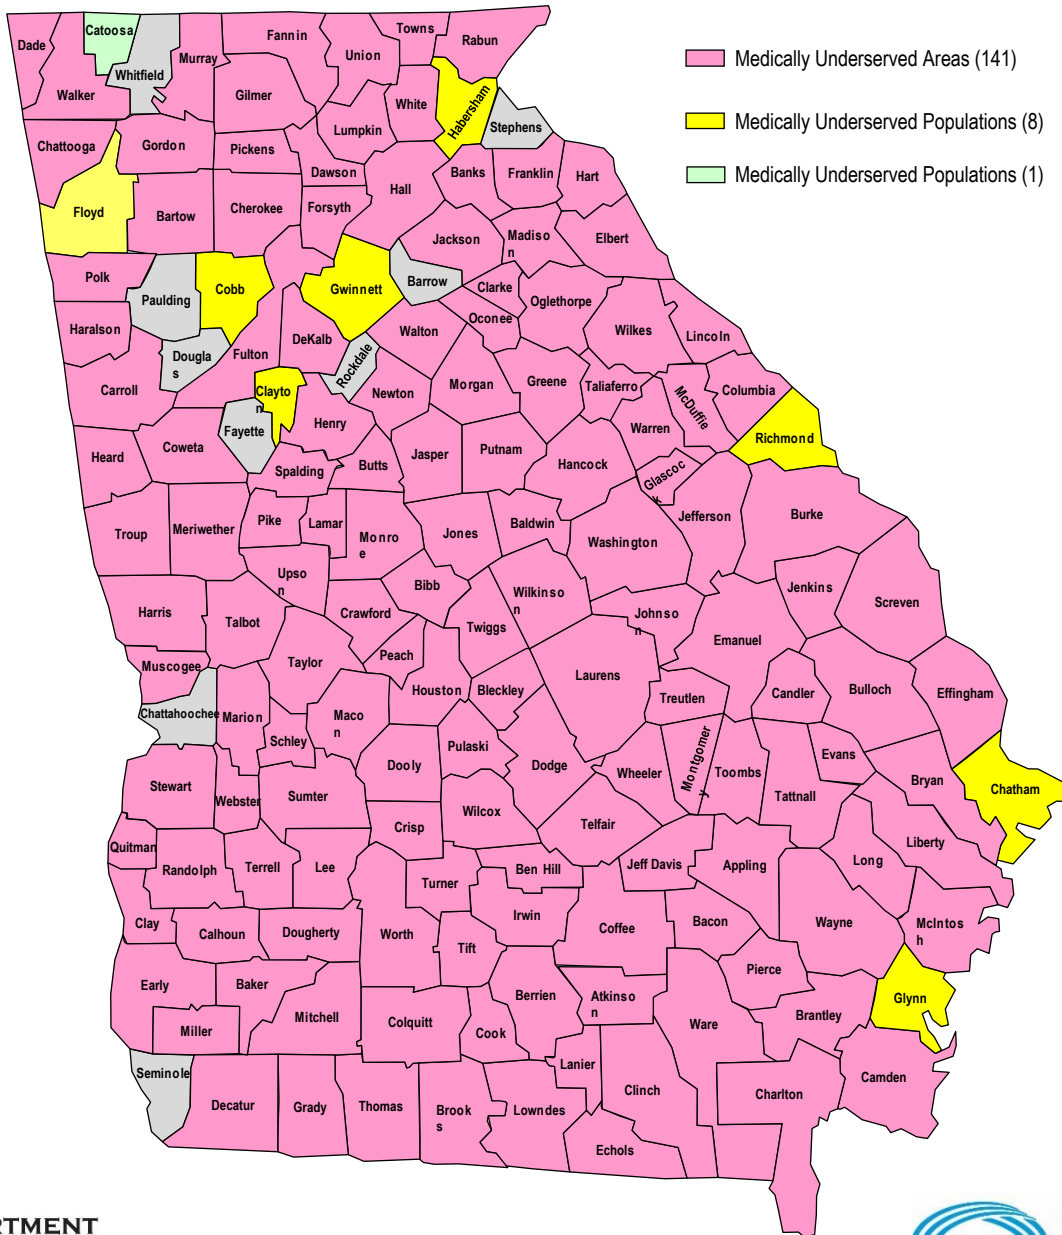 Medically Underserved Areas (141)
Medically Underserved Populations (8)
Medically Underserved Populations (1)
Dade
Catoosa
Whitfield
Murray
Fannin
Union
Towns
Rabun
Walker
Gilmer
White
Habersham
Stephens
Lumpkin
Chattooga
Gordon
Pickens
Dawson
Banks
Franklin
Hart
Hall
Floyd
Bartow
Cherokee
Forsyth
Jackson
Madiso
n
Elbert
Polk
Paulding
Cobb
Gwinnett
Barrow
Clarke
Oglethorpe
Oconee
Haralson
Dougla
s
Fulton
DeKalb
Rockdale
Walton
Wilkes
Lincoln
Carroll
Clayto
n
Newton
Morgan
Greene
Taliaferro
McDuffie
Columbia
Fayette
Henry
Warren
Richmond
Heard
Coweta
Spalding
Butts
Jasper
Putnam
Hancock
Glascoc
k
Jefferson
Burke
Troup
Meriwether
Pike
Lamar
Monro
e
Jones
Baldwin
Washington
Upso
n
Bibb
Wilkinso
n
Jenkins
Screven
Harris
Talbot
Crawford
Twiggs
Johnso
n
Emanuel
Muscogee
Taylor
Peach
Houston
Bleckley
Laurens
Treutlen
Candler
Bulloch
Effingham
Chattahoochee
Marion
Schley
Maco
n
Dooly
Pulaski
Dodge
Wheeler
Montgomer
y
Toombs
Evans
Tattnall
Bryan
Chatham
Stewart
Webster
Sumter
Crisp
Wilcox
Telfair
Liberty
Quitman
Randolph
Terrell
Lee
Turner
Ben Hill
Jeff Davis
Appling
Long
Clay
Calhoun
Dougherty
Worth
Tift
Irwin
Coffee
Bacon
Wayne
McIntos
h
Early
Baker
Mitchell
Miller
Colquitt
Cook
Berrien
Atkinso
n
Ware
Pierce
Brantley
Glynn
Seminole
Decatur
Grady
Thomas
Brook
s
Lowndes
Lanier
Clinch
Echols
Charlton
Camden
RTMENT